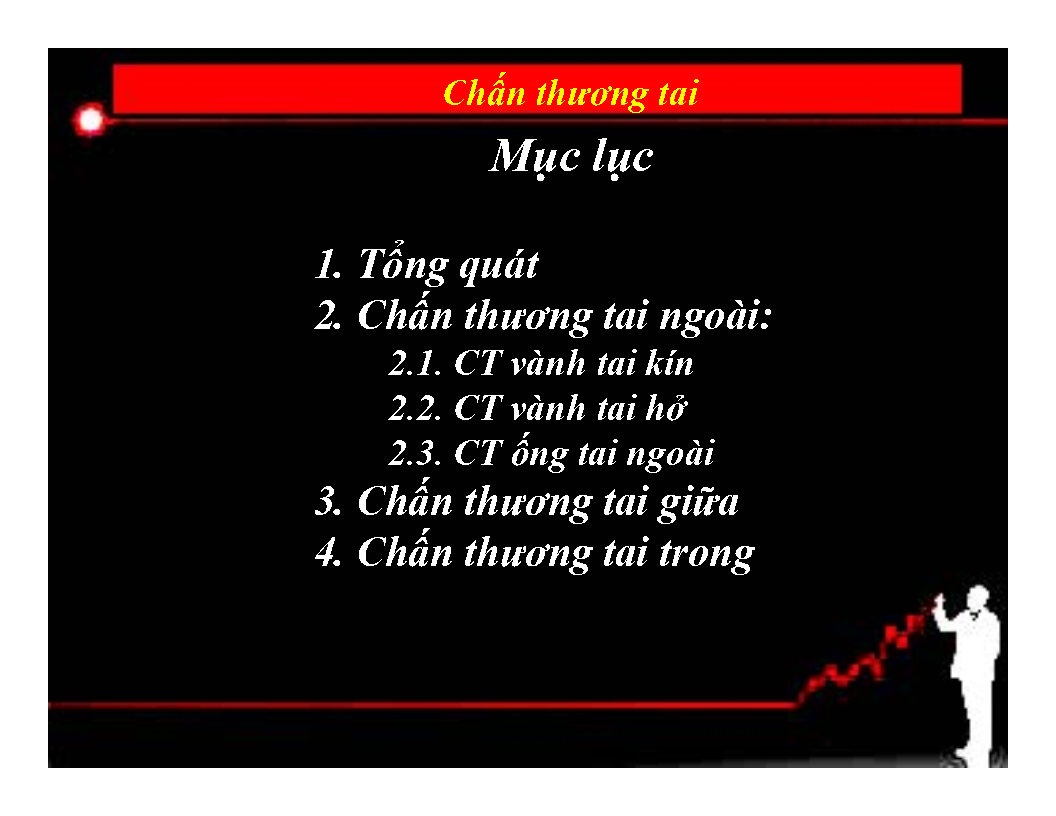 Chấn thương tai
Mục lục
1. Tổng quát
2. Chấn thương tai ngoài:
2.1. CT vành tai kín
2.2. CT vành tai hở
2.3. CT ống tai ngoài
3. Chấn thương tai giữa
4. Chấn thương tai trong